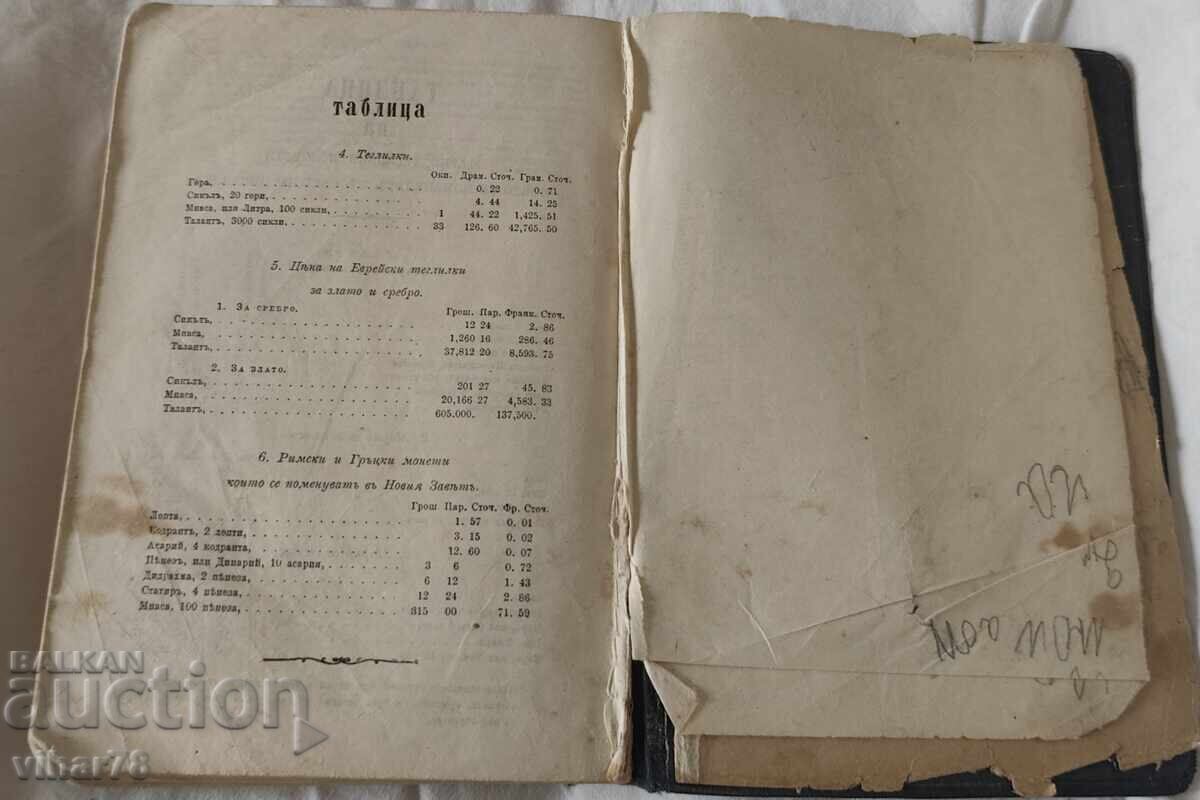 таблица
4. Теглилки.
Оки. Драм. Сточ. Грам. Сточ.
Гера, . . . 0. 22 0. 71
Сикълъ, 20 гери, . . . 4. 44 14. 25
Мнаса, или Литра, 100 сикли, . . . 1 44. 22 1,425. 51
Талантъ, 3000 сикли, . . . 33 126. 60 42,765. 50
5. Цѣна на Еврейски теглилки
за злато и сребро.
1. За сребро. Грош. Пар. Франк. Сточ.
Сикълъ, . . . 12 24 2. 86
Мнаса, . . . 1,260 16 286. 46
Талантъ, . . . 37,812 20 8,593. 75
2. За злато.
Сикълъ, . . . 201 27 45. 83
Мнаса, . . . 20,166 27 4,583. 33
Талантъ, . . . 605.000. 137,500.
6. Римски и Гръцки монети
които се поменуватъ въ Новия Завѣтъ.
Грош Пар. Сточ. Фр. Сточ.
Лепта, . . . 1. 57 0. 01
Кодрантъ, 2 лепти, . . . 3. 15 0. 02
Асарий, 4 кодранта, . . . 12. 60 0. 07
Пѣнезъ, или Динарий, 10 асария, . . . 3 6 0. 72
Дидрахма, 2 пѣнеза, . . . 6 12 1. 43
Статиръ, 4 пѣнеза, . . . 12 24 2. 86
Мнаса, 100 пѣнеза, . . . 315 00 71. 59
BALKAN
auction
vihar78